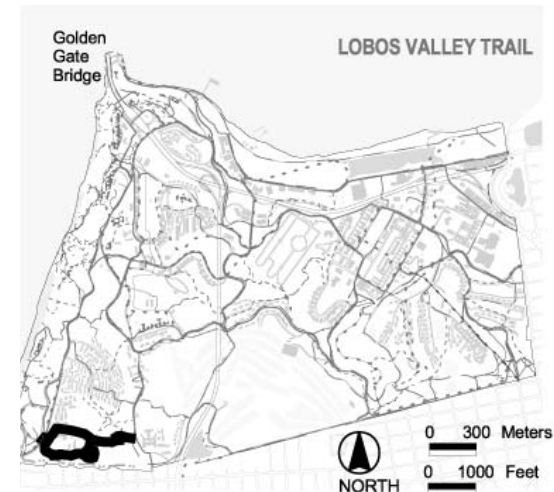 Golden
Gate
Bridge
LOBOS VALLEY TRAIL
0 300 Meters
0 1000 Feet
NORTH